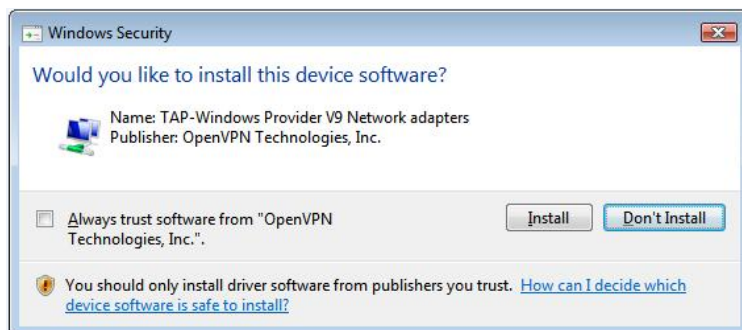 Windows Security
Would you like to install this device software?
Name: TAP-Windows Provider V9 Network adapters
Publisher: OpenVPN Technologies, Inc.
Always trust software from "OpenVPN
Technologies, Inc.".
Install
Don't Install
You should only install driver software from publishers you trust. How can I decide which
device software is safe to install?